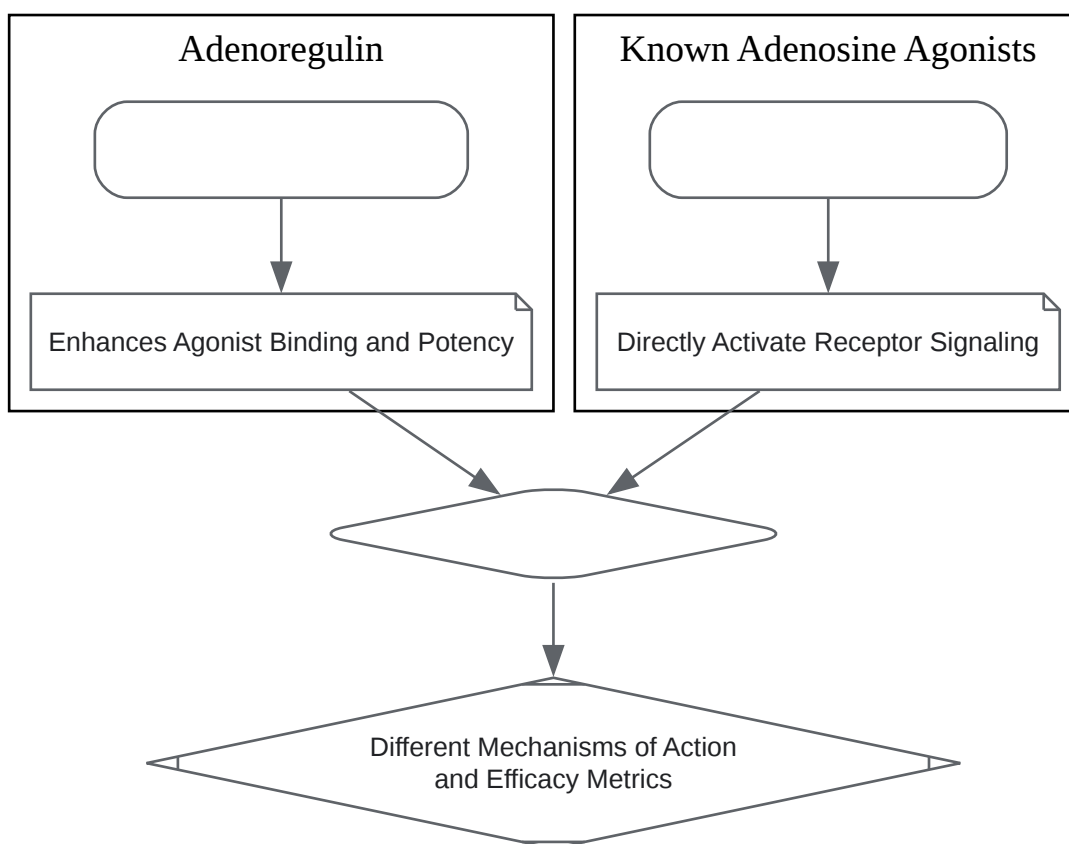 Adenoregulin
Known Adenosine Agonists
Enhances Agonist Binding and Potency
Directly Activate Receptor Signaling
Different Mechanisms of Action
and Efficacy Metrics